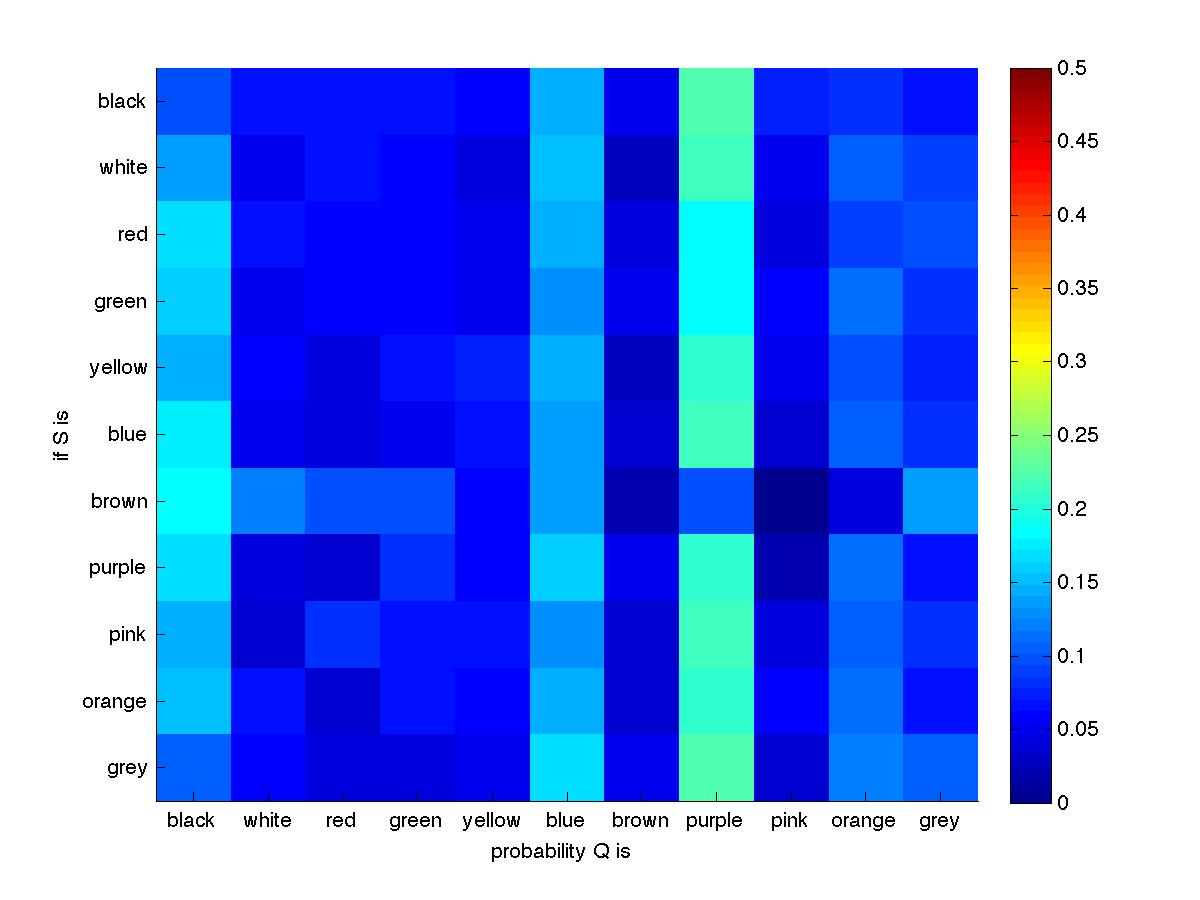 0.5
black
0.45
white
0.4
red
0.35
green
0.3
yellow
0.25
if S is
blue
0.2
brown
0.15
purple
0.1
pink
0.05
orange
grey
0
black white red green yellow blue brown purple pink orange grey
probability Q is